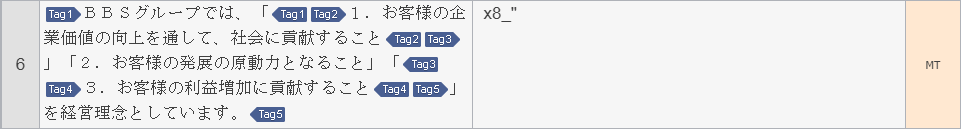 Tag1 ＢＢＳグループでは、「 Tag1 Tag2 １．お客様の企
業価値の向上を通して、社会に貢献すること Tag2 Tag3
」「２．お客様の発展の原動力となること」「 Tag3
Tag4 ３．お客様の利益増加に貢献すること Tag4 Tag5 」
を経営理念としています。 Tag5
x8_"
6
MT